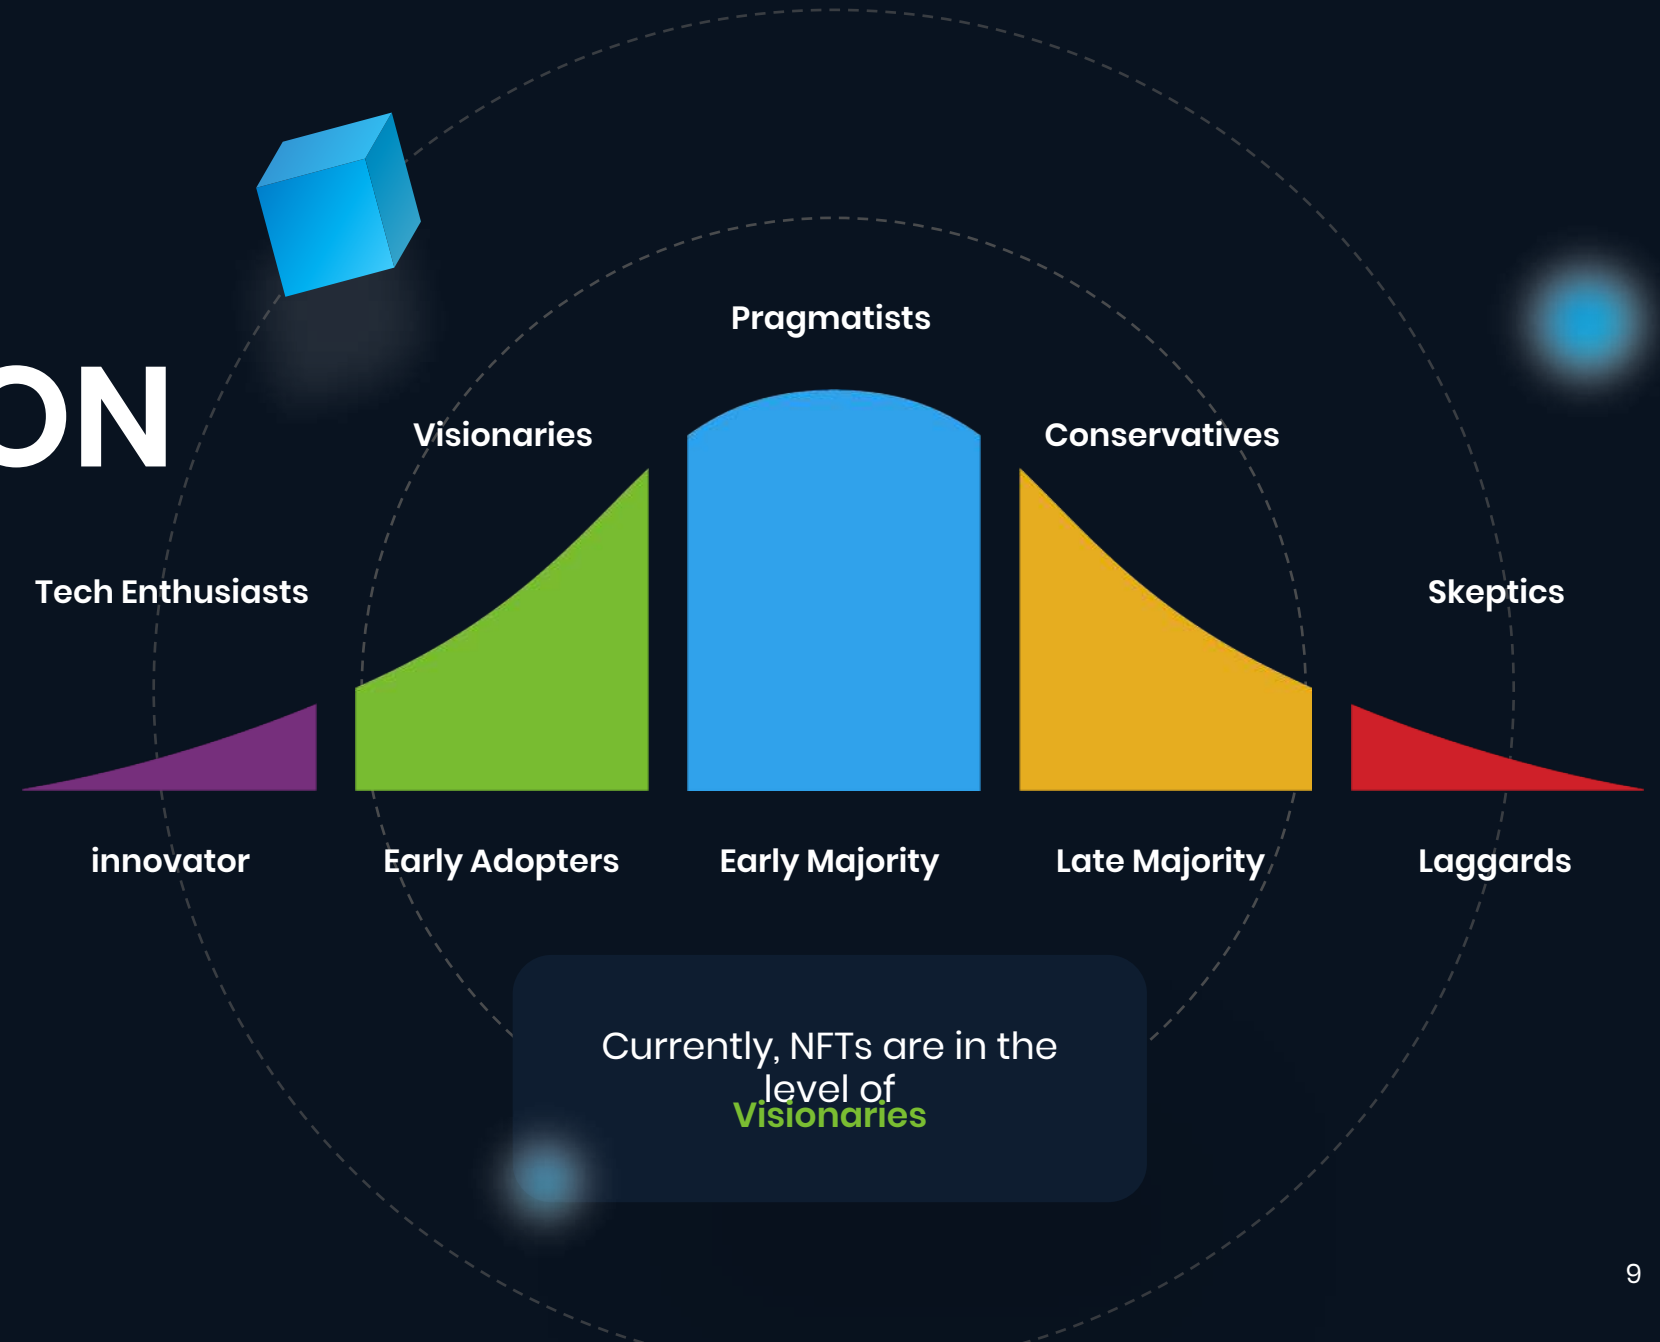 Pragmatists
ON
Visionaries
Conservatives
Tech Enthusiasts
Skeptics
innovator
Early Adopters
Early Majority
Late Majority
Laggards
Currently, NFTs are in the
level of
Visionaries
9